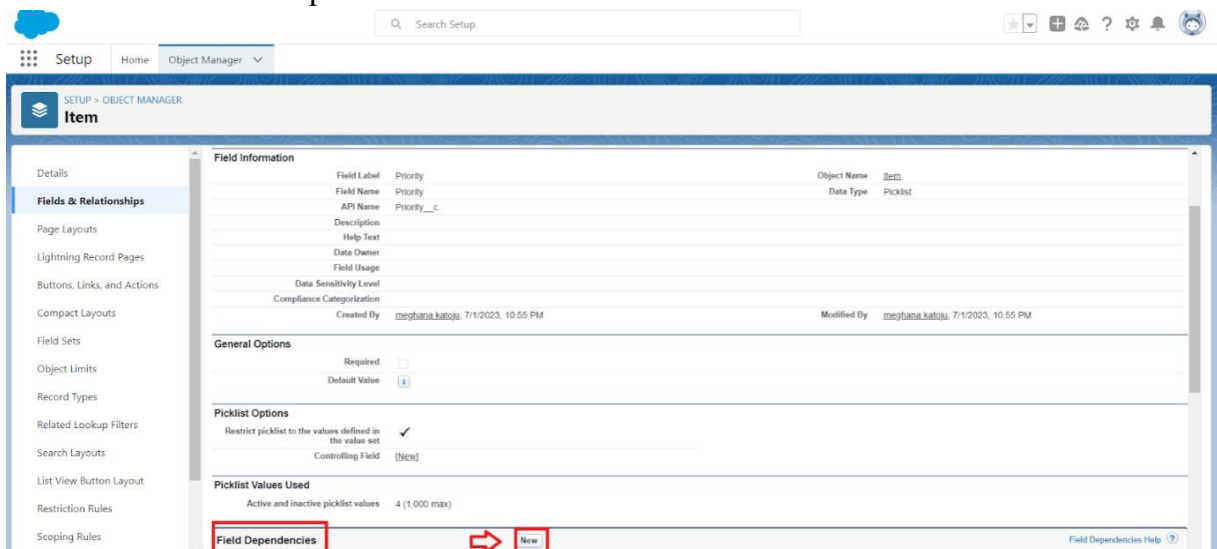 Search Setup
Setup Home Object Manager
SETUP > OBJECT MANAGER
Item
Details
Fields & Relationships
Page Layouts
Lightning Record Pages
Buttons, Links, and Actions
Compact Layouts
Field Sets
Object Limits
Record Types
Related Lookup Filters
Search Layouts
List View Button Layout
Restriction Rules
Scoping Rules
Field Information
Field Label Priority Object Name Item
Field Name Priority Data Type Picklist
API Name Priority__c
Description
Help Text
Data Owner
Field Usage
Data Sensitivity Level
Compliance Categorization
Created By meghana katoju, 7/1/2023, 10:55 PM Modified By meghana katoju, 7/1/2023, 10:55 PM
General Options
Required
Default Value
Picklist Options
Restrict picklist to the values defined in
the value set
Controlling Field [New]
Picklist Values Used
Active and inactive picklist values 4 (1,000 max)
Field Dependencies New Field Dependencies Help ?